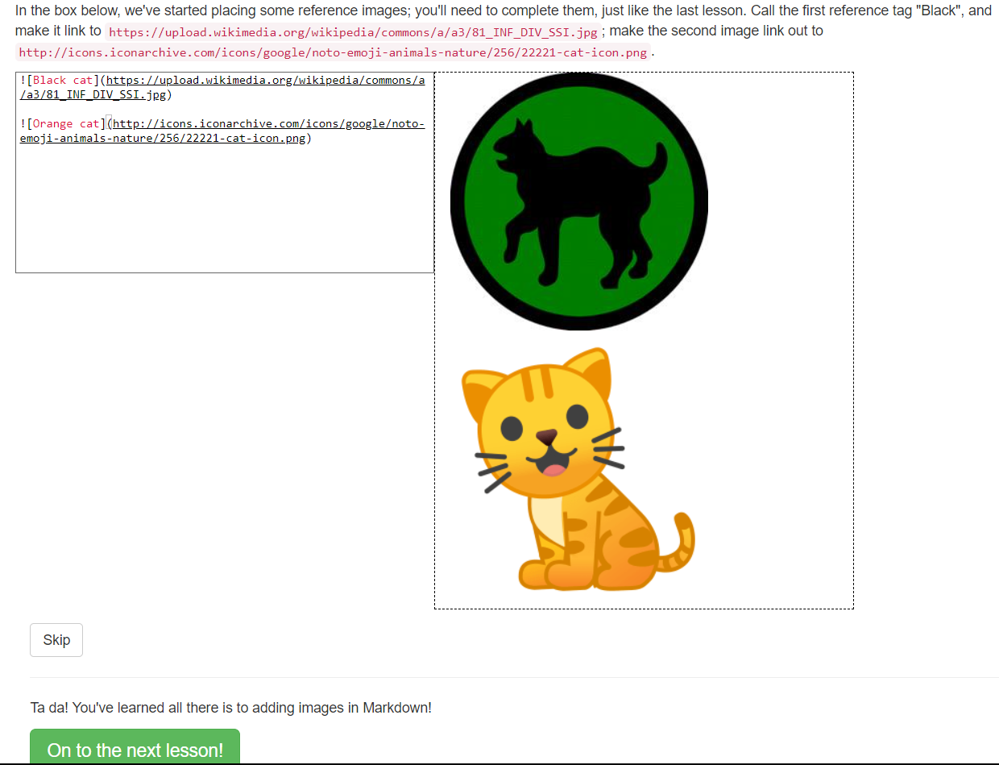 In the box below, we've started placing some reference images; you'll need to complete them, just like the last lesson. Call the first reference tag "Black", and
make it link to https://upload.wikimedia.org/wikipedia/commons/a/a3/81_INF_DIV_SSI.jpg ; make the second image link out to
http://icons.iconarchive.com/icons/google/noto-emoji-animals-nature/256/22221-cat-icon.png .
![Black cat](https://upload.wikimedia.org/wikipedia/commons/a
/a3/81_INF_DIV_SSI.jpg)
![Orange cat](http://icons.iconarchive.com/icons/google/noto-
emoji-animals-nature/256/22221-cat-icon.png)
Skip
Ta da! You've learned all there is to adding images in Markdown!
On to the next lesson!